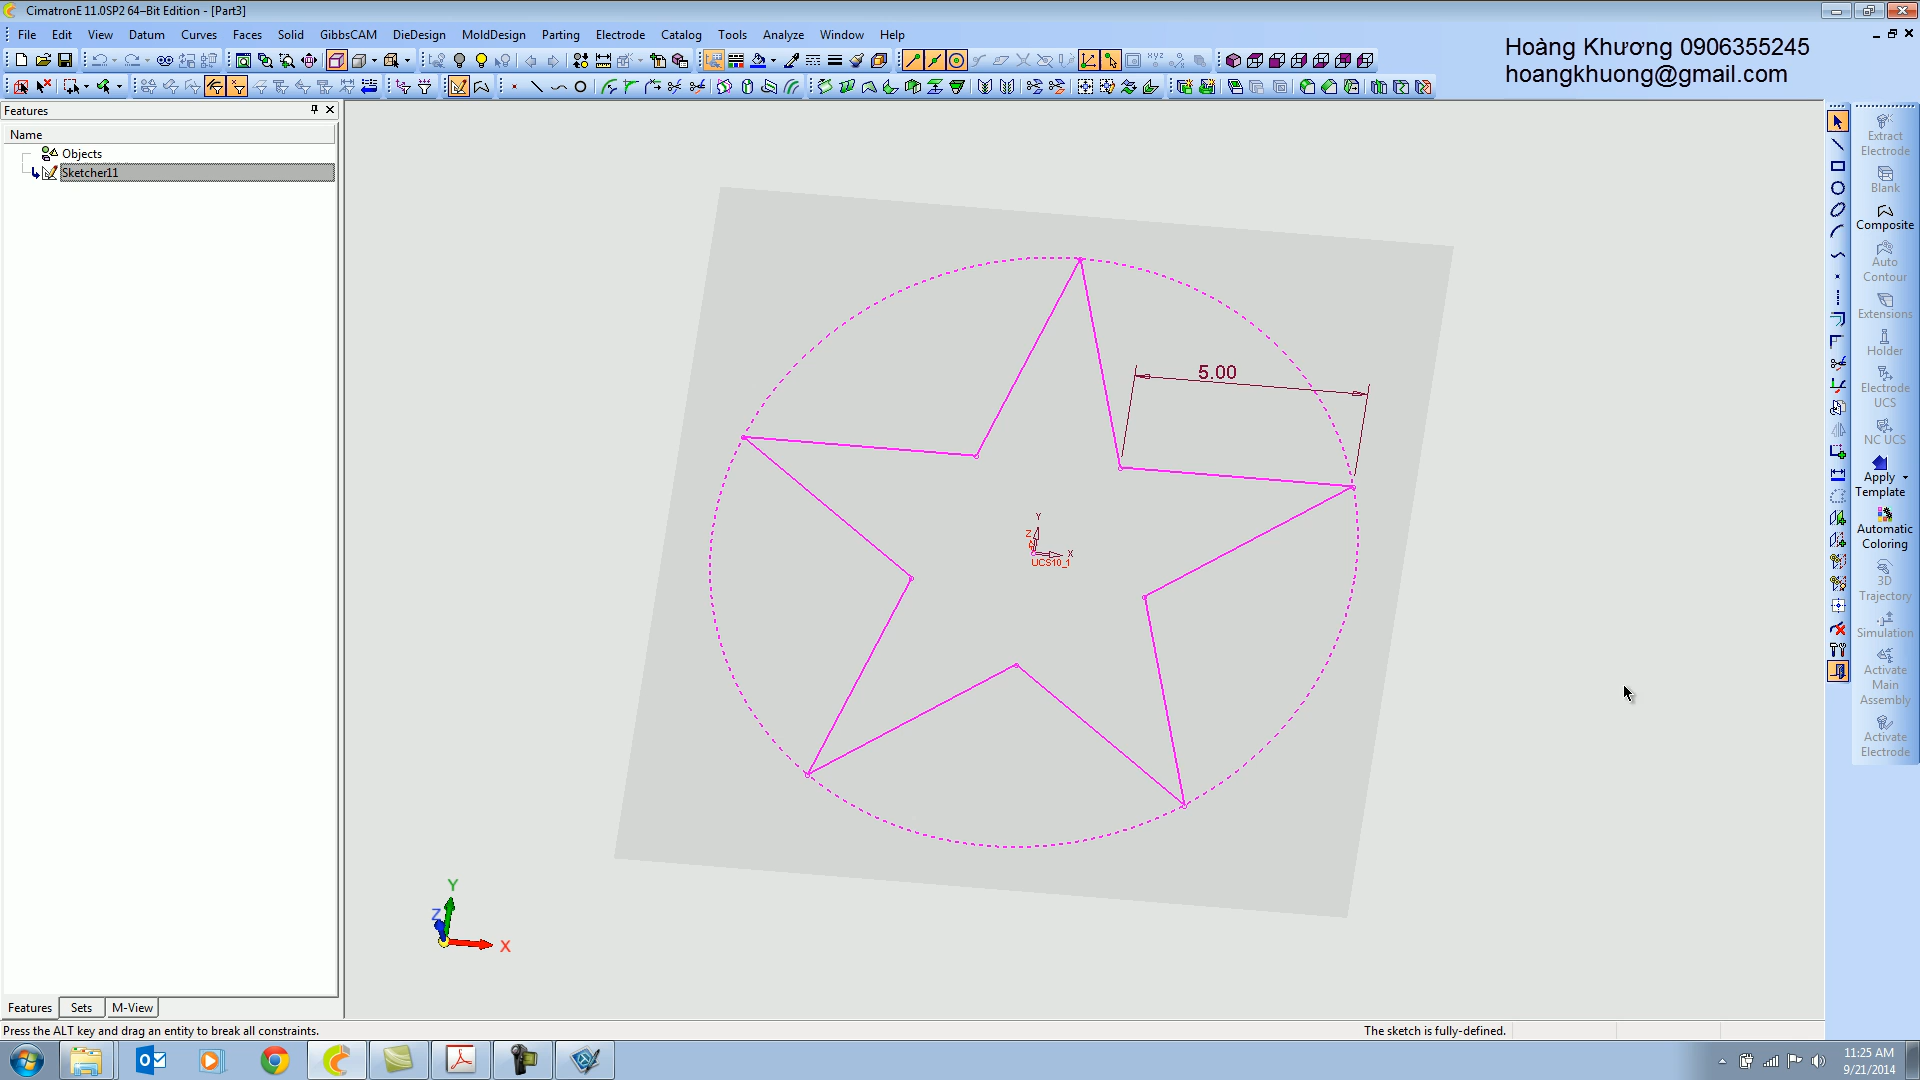 CimatronE 11.0SP2 64–Bit Edition - [Part3]
File Edit View Datum Curves Faces Solid GibbsCAM DieDesign MoldDesign Parting Electrode Catalog Tools Analyze Window Help
Hoàng Khương 0906355245
hoangkhuong@gmail.com
Features
Name
Objects
Sketcher11
5.00
Y
Z
X
UCS10_1
Y
Z
X
Extract
Electrode
Blank
Composite
Auto
Contour
Extensions
Holder
Electrode
UCS
NC UCS
Apply
Template
Automatic
Coloring
3D
Trajectory
Simulation
Activate
Main
Assembly
Activate
Electrode
Features Sets M-View
Press the ALT key and drag an entity to break all constraints.
The sketch is fully-defined.
11:25 AM
9/21/2014